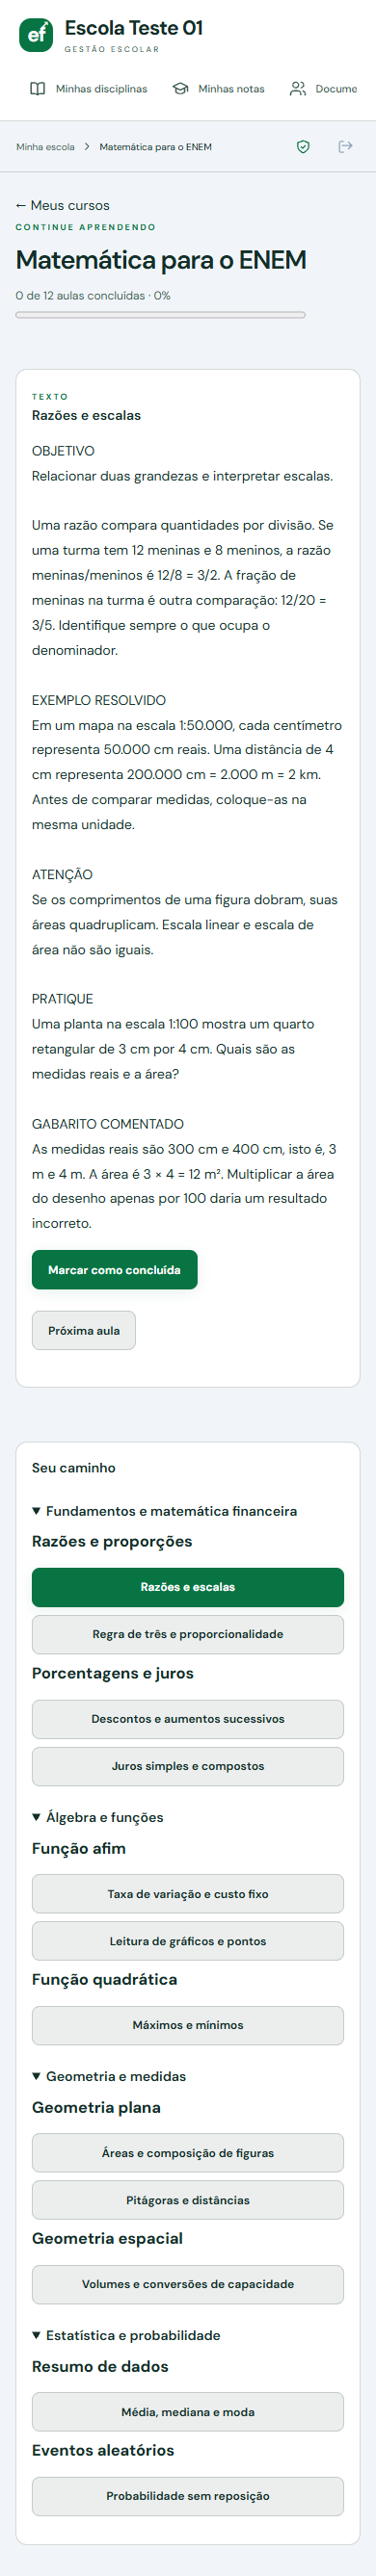 ef
Escola Teste 01
GESTÃO ESCOLAR
Minhas disciplinas
Minhas notas
Docume
Minha escola
Matemática para o ENEM
← Meus cursos
CONTINUE APRENDENDO
Matemática para o ENEM
0 de 12 aulas concluídas · 0%
TEXTO
Razões e escalas
OBJETIVO
Relacionar duas grandezas e interpretar escalas.
Uma razão compara quantidades por divisão. Se
uma turma tem 12 meninas e 8 meninos, a razão
meninas/meninos é 12/8 = 3/2. A fração de
meninas na turma é outra comparação: 12/20 =
3/5. Identifique sempre o que ocupa o
denominador.
EXEMPLO RESOLVIDO
Em um mapa na escala 1:50.000, cada centímetro
representa 50.000 cm reais. Uma distância de 4
cm representa 200.000 cm = 2.000 m = 2 km.
Antes de comparar medidas, coloque-as na
mesma unidade.
ATENÇÃO
Se os comprimentos de uma figura dobram, suas
áreas quadruplicam. Escala linear e escala de
área não são iguais.
PRATIQUE
Uma planta na escala 1:100 mostra um quarto
retangular de 3 cm por 4 cm. Quais são as
medidas reais e a área?
GABARITO COMENTADO
As medidas reais são 300 cm e 400 cm, isto é, 3
m e 4 m. A área é 3 × 4 = 12 m². Multiplicar a área
do desenho apenas por 100 daria um resultado
incorreto.
Marcar como concluída
Próxima aula
Seu caminho
▼ Fundamentos e matemática financeira
Razões e proporções
Razões e escalas
Regra de três e proporcionalidade
Porcentagens e juros
Descontos e aumentos sucessivos
Juros simples e compostos
▼ Álgebra e funções
Função afim
Taxa de variação e custo fixo
Leitura de gráficos e pontos
Função quadrática
Máximos e mínimos
▼ Geometria e medidas
Geometria plana
Áreas e composição de figuras
Pitágoras e distâncias
Geometria espacial
Volumes e conversões de capacidade
▼ Estatística e probabilidade
Resumo de dados
Média, mediana e moda
Eventos aleatórios
Probabilidade sem reposição